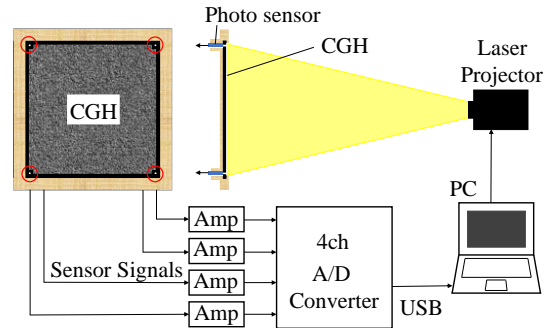 Photo sensor
CGH
Laser
Projector
CGH
PC
Amp
Amp
Sensor Signals
Amp
Amp
4ch
A/D
Converter
USB